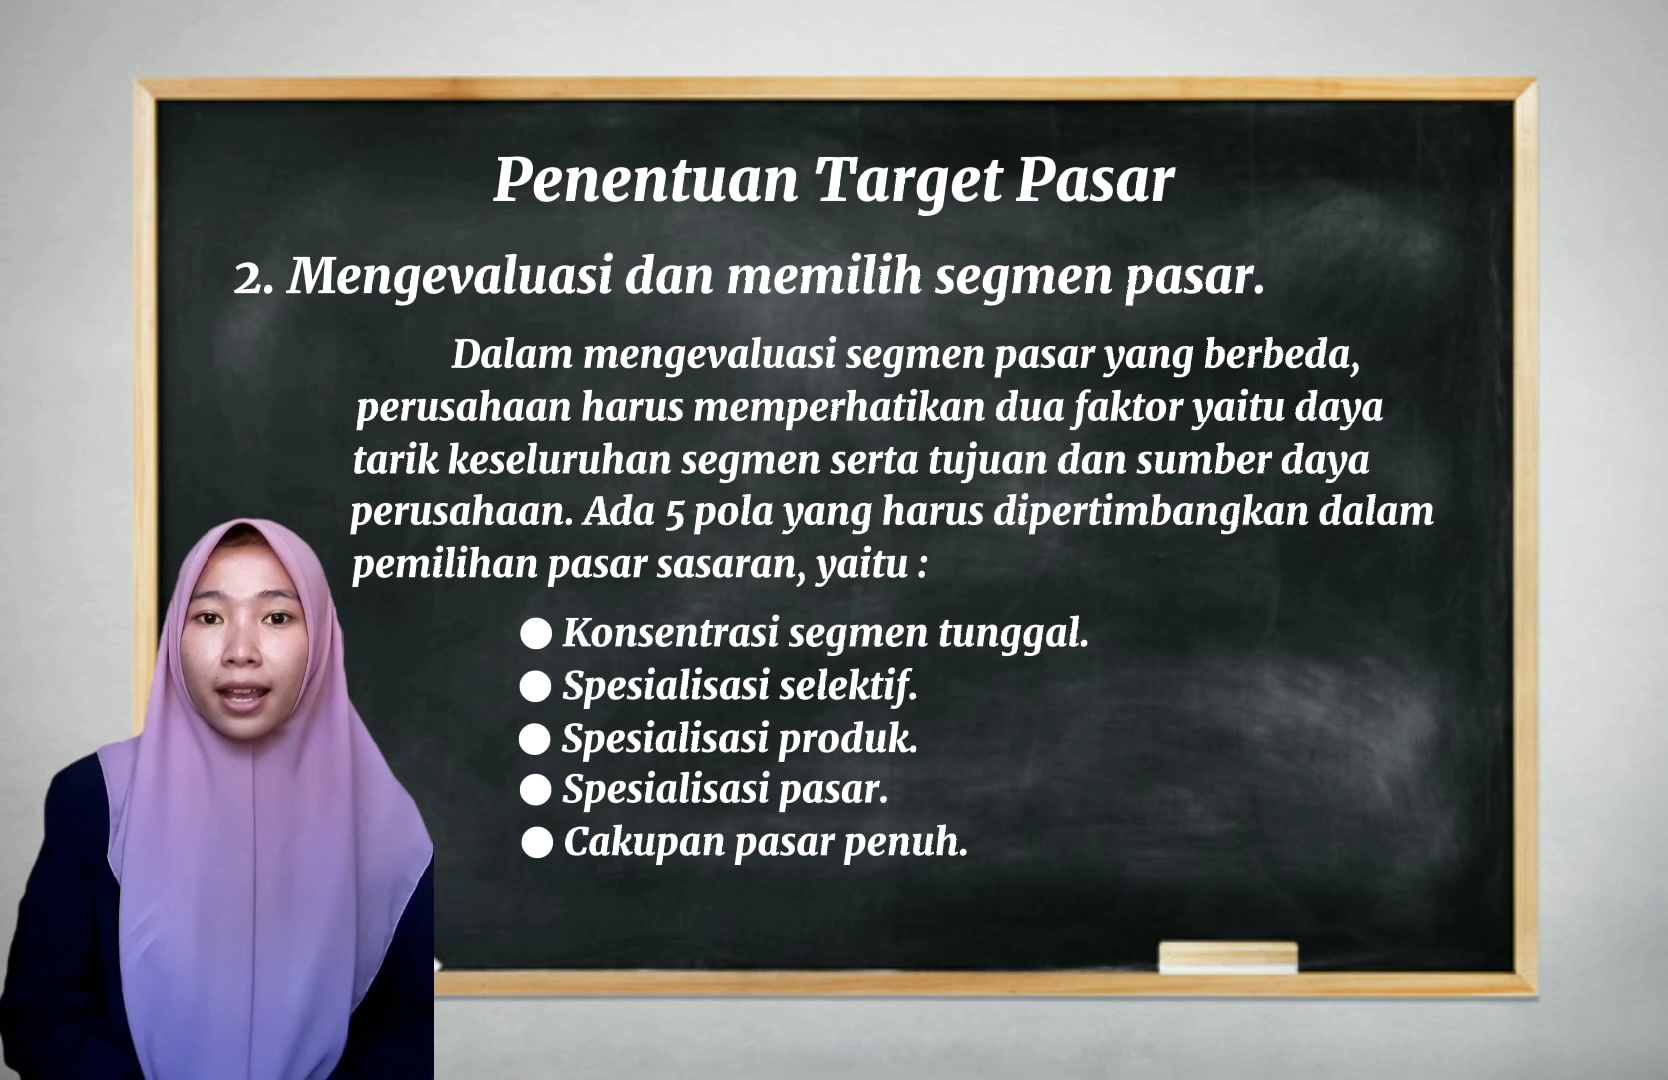 Penentuan Target Pasar
2. Mengevaluasi dan memilih segmen pasar.
Dalam mengevaluasi segmen pasar yang berbeda,
perusahaan harus memperhatikan dua faktor yaitu daya
tarik keseluruhan segmen serta tujuan dan sumber daya
perusahaan. Ada 5 pola yang harus dipertimbangkan dalam
pemilihan pasar sasaran, yaitu :
● Konsentrasi segmen tunggal.
● Spesialisasi selektif.
● Spesialisasi produk.
● Spesialisasi pasar.
● Cakupan pasar penuh.